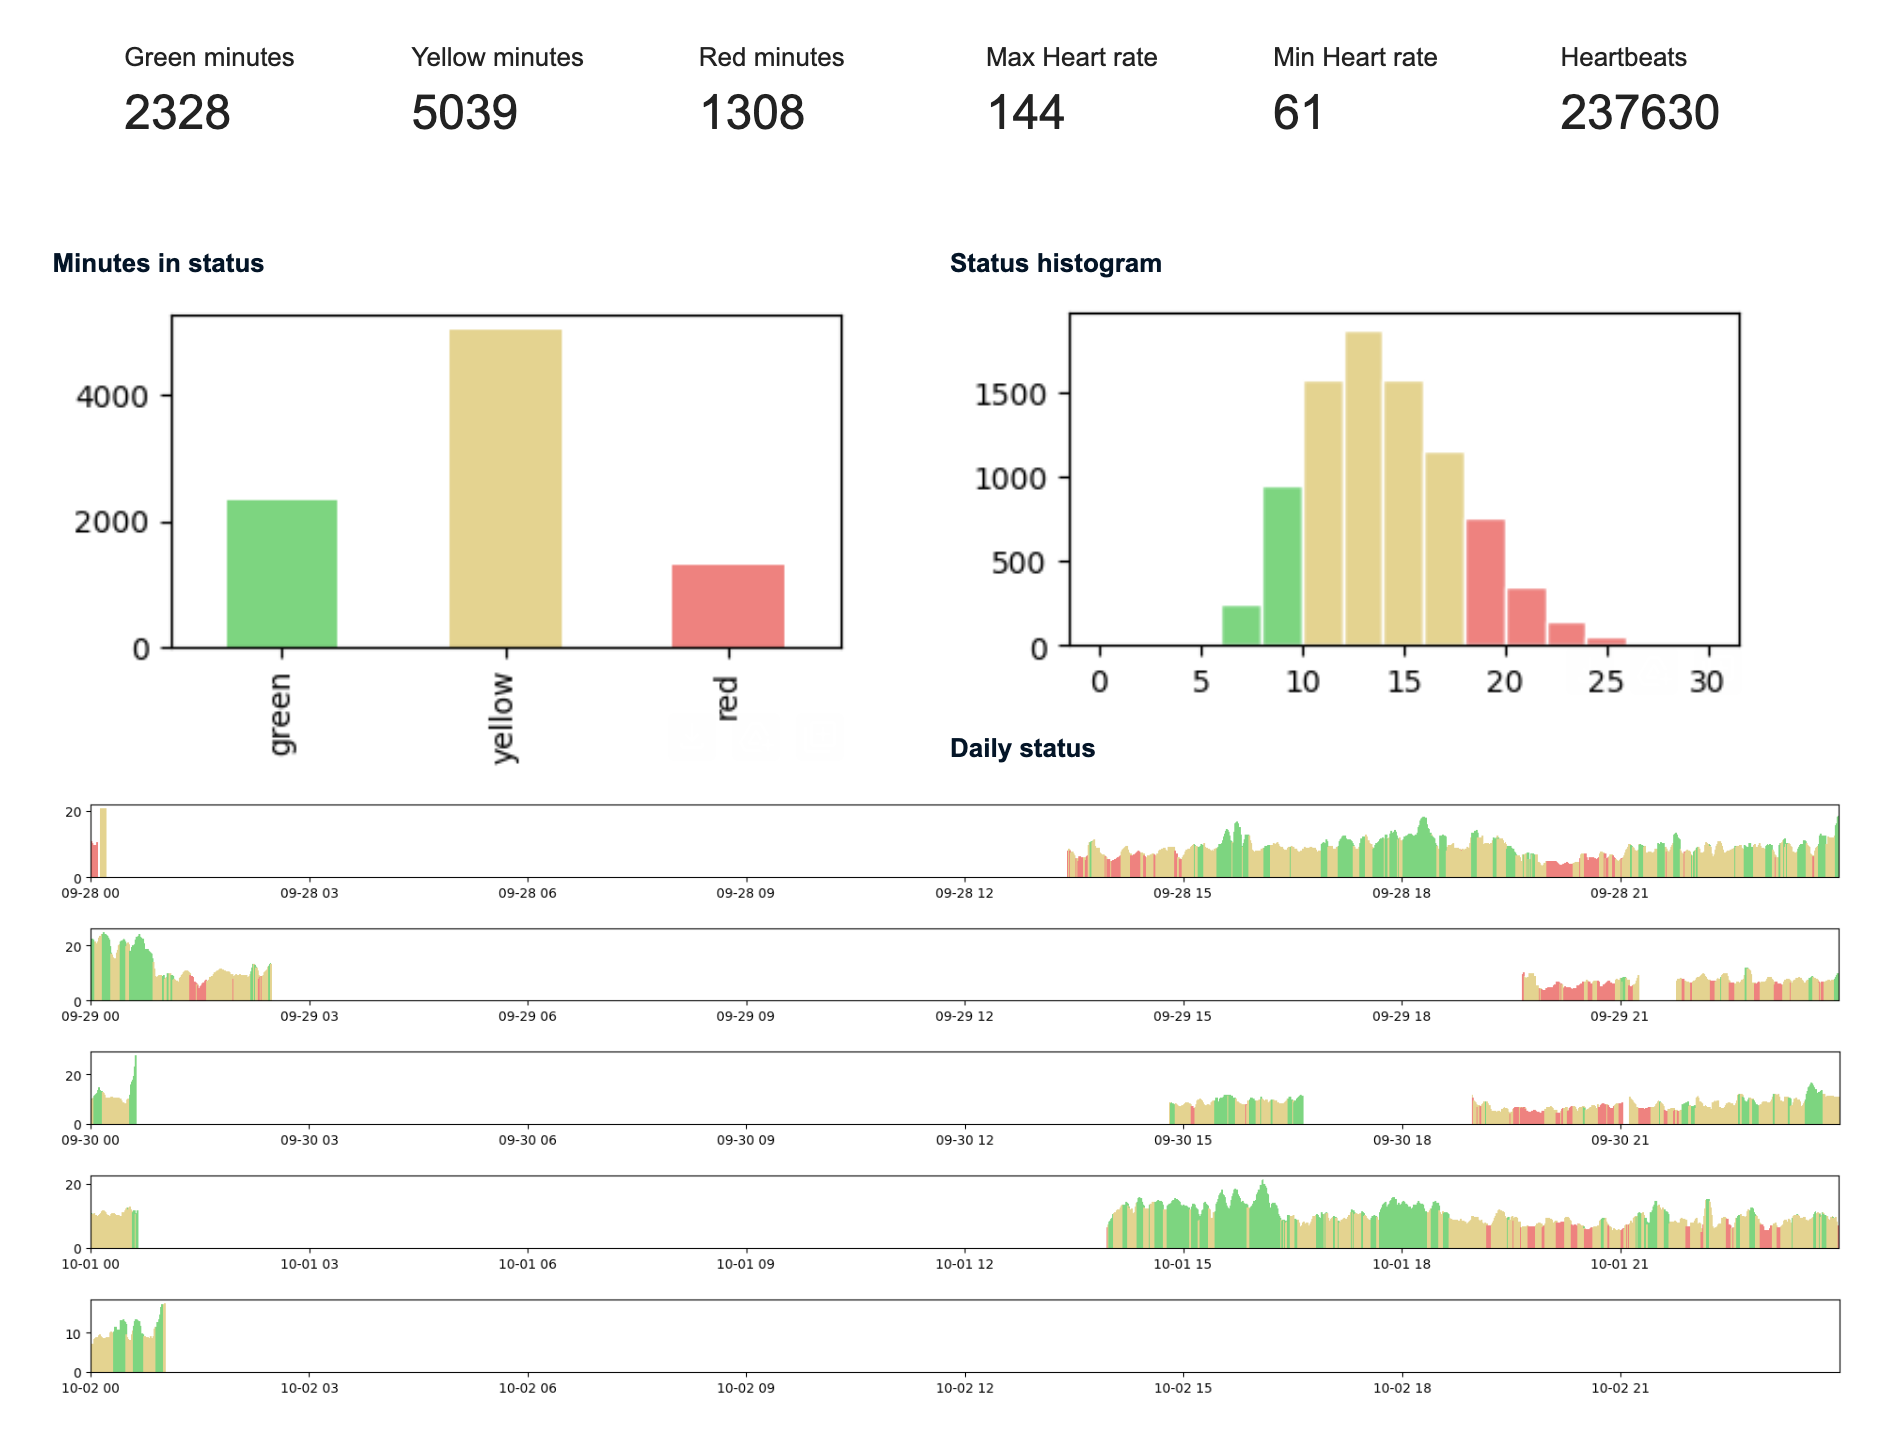 Green minutes Yellow minutes Red minutes Max Heart rate Min Heart rate Heartbeats
2328 5039 1308 144 61 237630
Minutes in status
4000
2000
0
green yellow red
Status histogram
1500
1000
500
0
0 5 10 15 20 25 30
Daily status
20
0
09-28 00 09-28 03 09-28 06 09-28 09 09-28 12 09-28 15 09-28 18 09-28 21
20
0
09-29 00 09-29 03 09-29 06 09-29 09 09-29 12 09-29 15 09-29 18 09-29 21
20
0
09-30 00 09-30 03 09-30 06 09-30 09 09-30 12 09-30 15 09-30 18 09-30 21
20
0
10-01 00 10-01 03 10-01 06 10-01 09 10-01 12 10-01 15 10-01 18 10-01 21
10
0
10-02 00 10-02 03 10-02 06 10-02 09 10-02 12 10-02 15 10-02 18 10-02 21